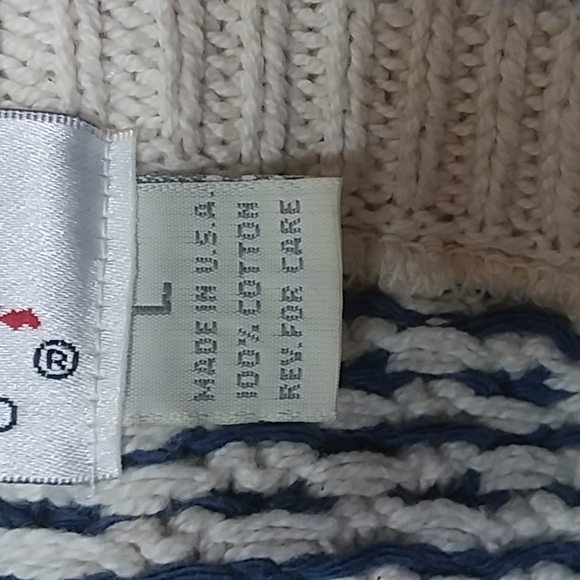 L
MADE IN U.S.A.
100% COTTON
REV. FOR CARE
®